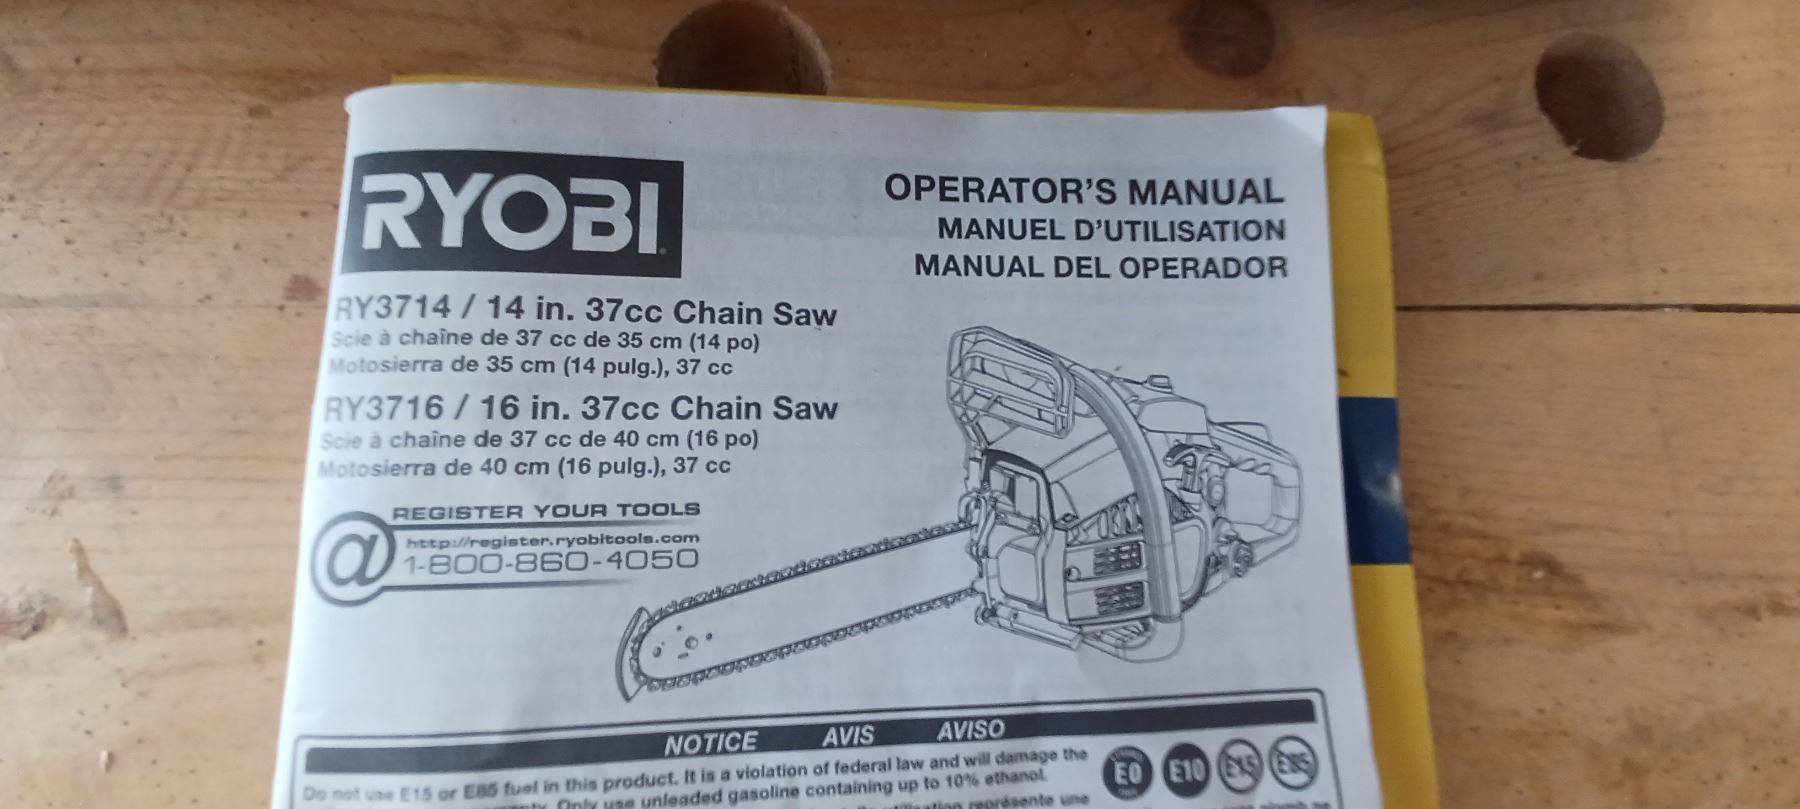 RYOBI
OPERATOR'S MANUAL
MANUEL D'UTILISATION
MANUAL DEL OPERADOR
RY3714 / 14 in. 37cc Chain Saw
Scie à chaîne de 37 cc de 35 cm (14 po)
Motosierra de 35 cm (14 pulg.), 37 cc
RY3716 / 16 in. 37cc Chain Saw
Scie à chaîne de 37 cc de 40 cm (16 po)
Motosierra de 40 cm (16 pulg.), 37 cc
REGISTER YOUR TOOLS
@ http://register.ryobitools.com
1-800-860-4050
NOTICE AVIS AVISO
Do not use E15 or E85 fuel in this product. It is a violation of federal law and will damage the
Only use unleaded gasoline containing up to 10% ethanol.
E0 E10 E15 E85
représente une